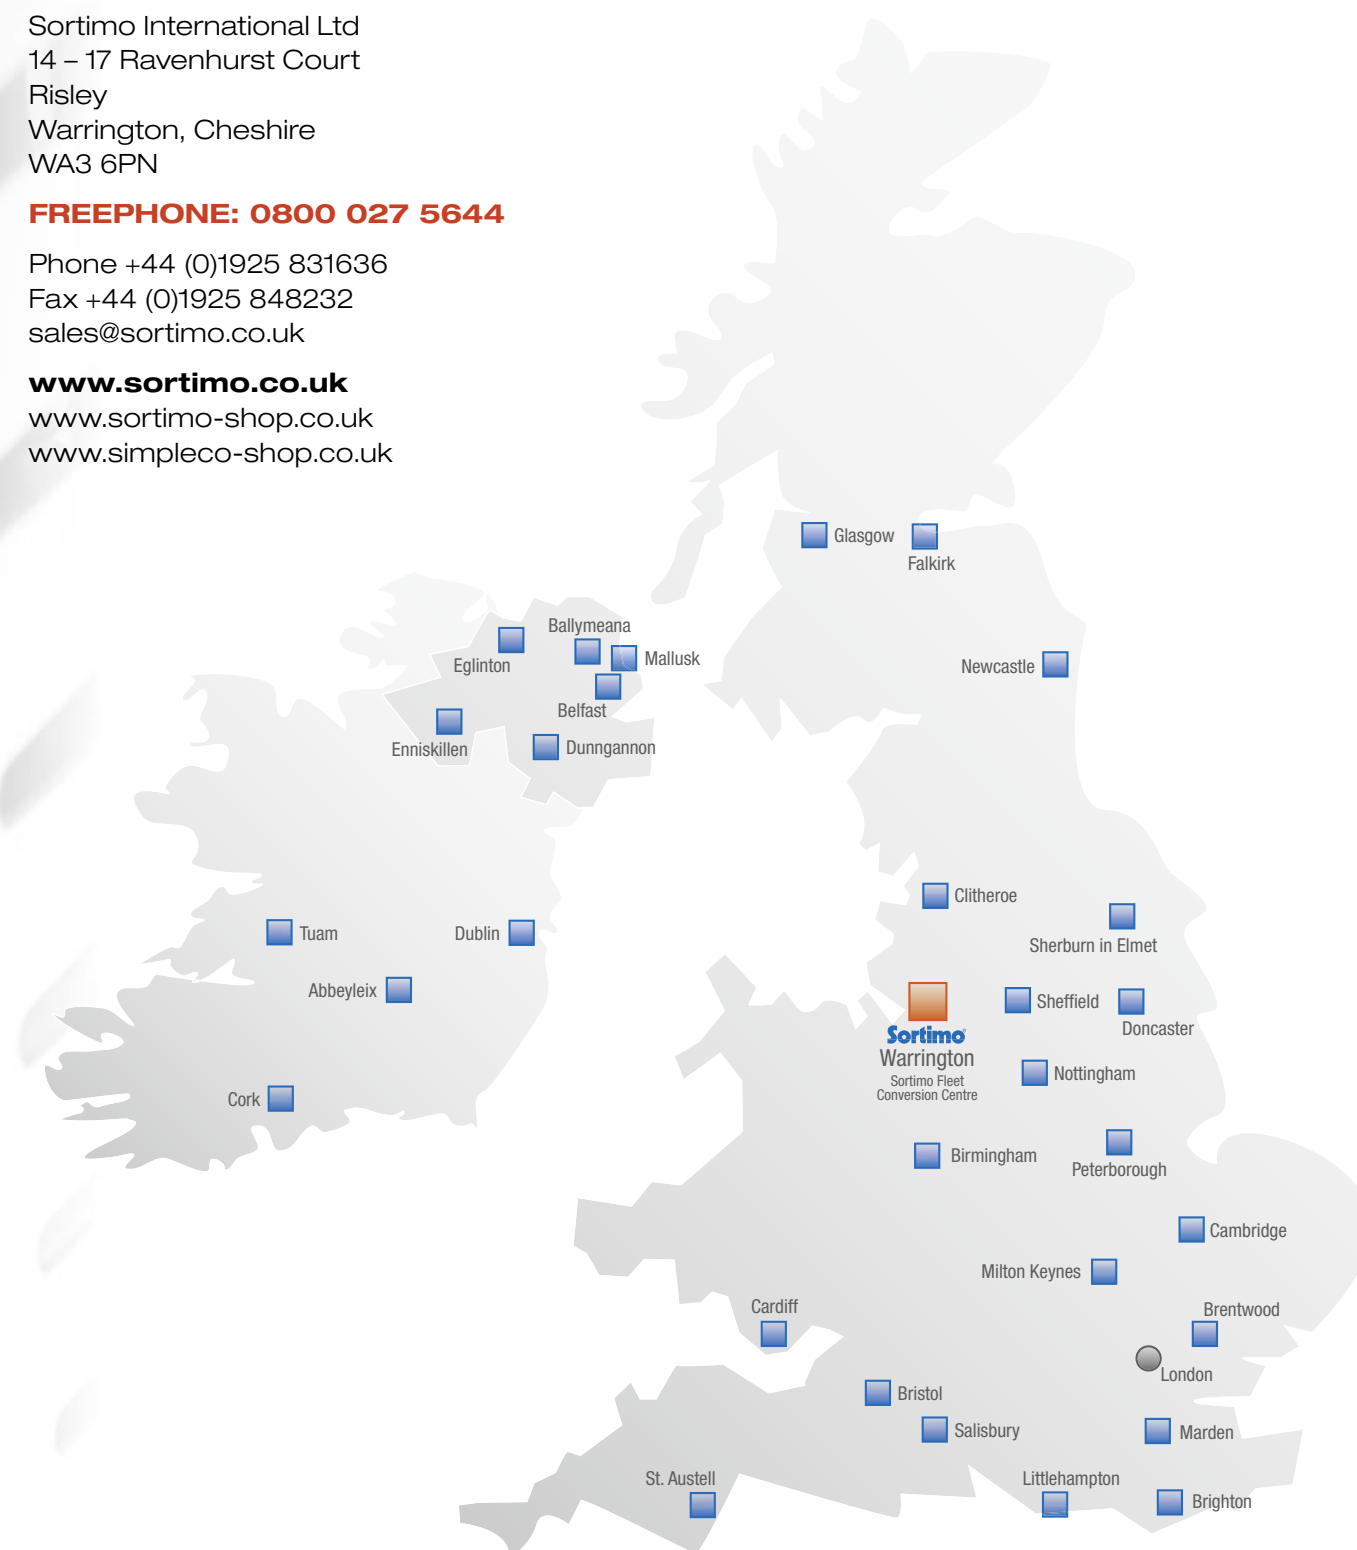 Sortimo International Ltd
14 – 17 Ravenhurst Court
Risley
Warrington, Cheshire
WA3 6PN
FREEPHONE: 0800 027 5644
Phone +44 (0)1925 831636
Fax +44 (0)1925 848232
sales@sortimo.co.uk
www.sortimo.co.uk
www.sortimo-shop.co.uk
www.simpleco-shop.co.uk
Glasgow
Falkirk
Ballymeana
Eglinton
Mallusk
Newcastle
Belfast
Enniskillen
Dunngannon
Clitheroe
Tuam
Dublin
Sherburn in Elmet
Abbeyleix
Sheffield
Doncaster
Sortimo®
Warrington
Sortimo Fleet
Conversion Centre
Nottingham
Cork
Birmingham
Peterborough
Cambridge
Milton Keynes
Cardiff
Brentwood
London
Bristol
Salisbury
Marden
St. Austell
Littlehampton
Brighton